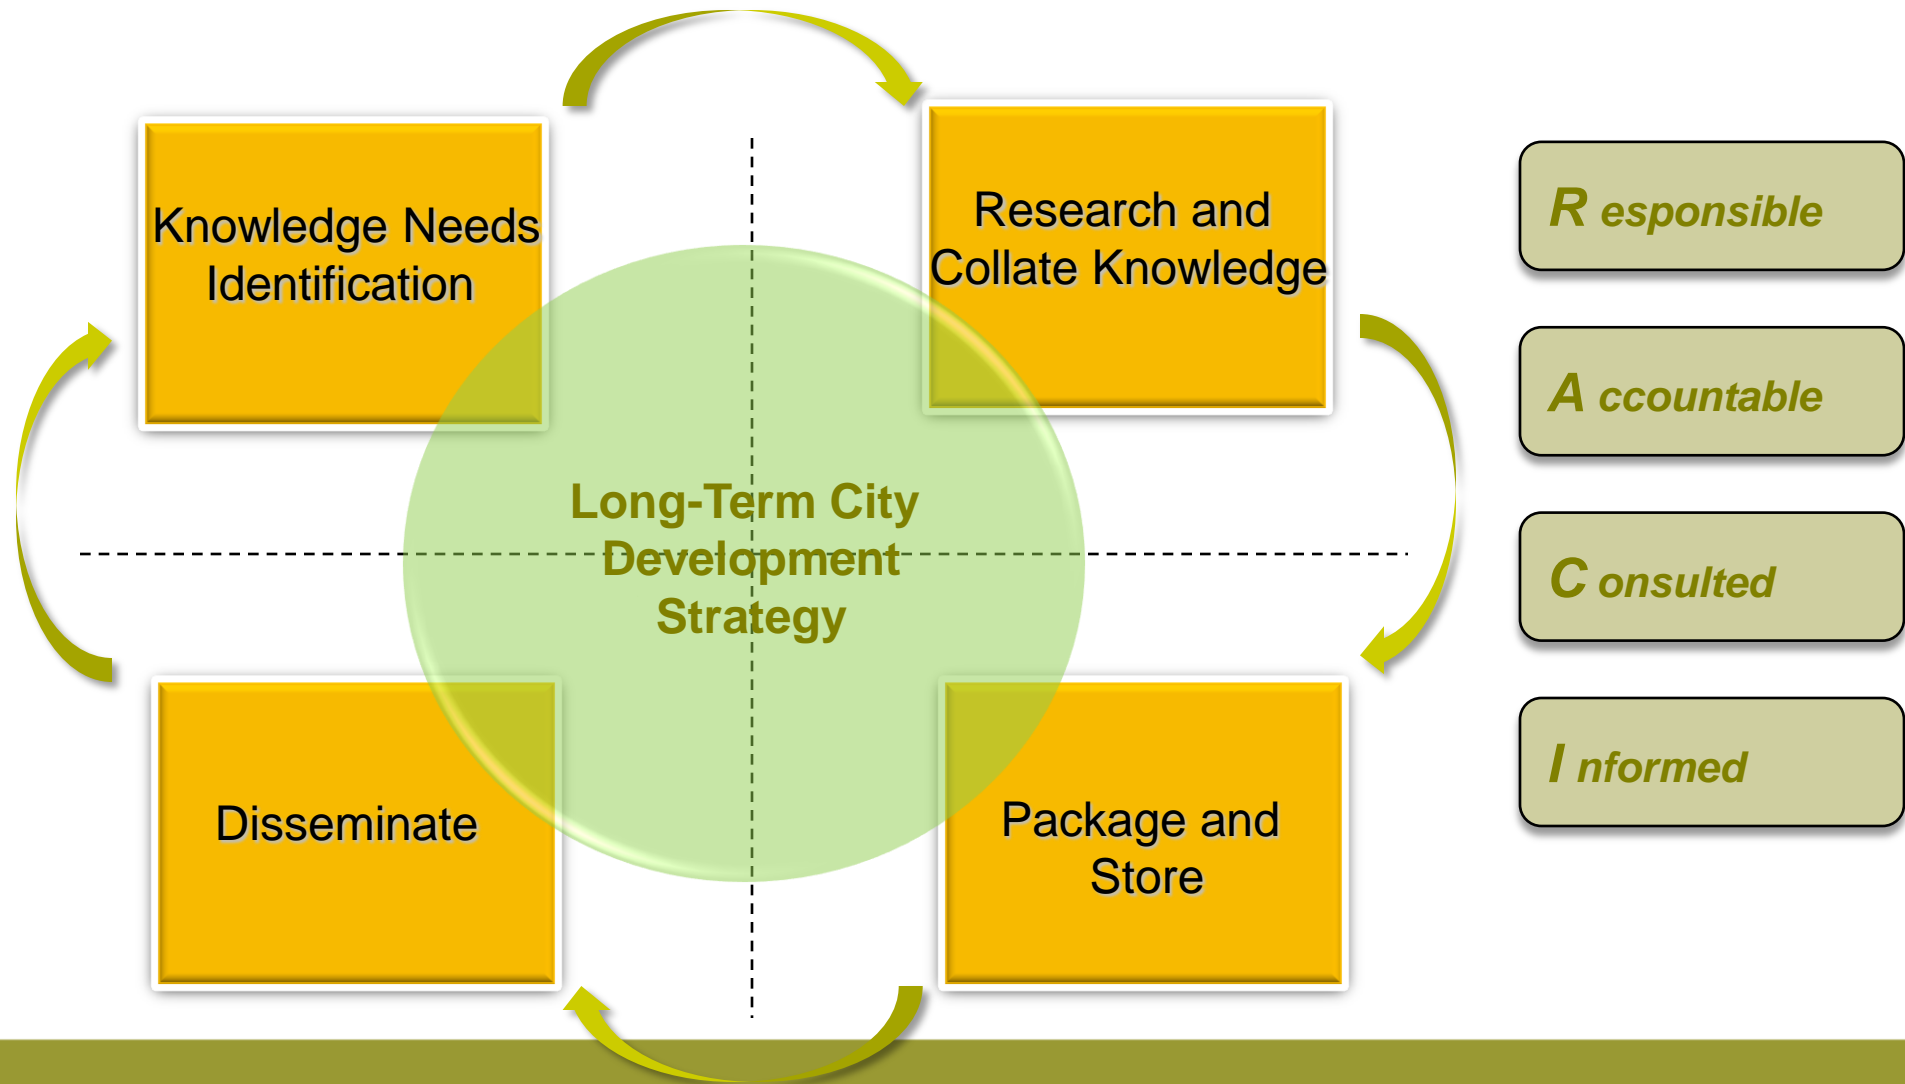 Knowledge Needs
Identification
Research and
Collate Knowledge
Long-Term City
Development
Strategy
Disseminate
Package and
Store
R esponsible
A ccountable
C onsulted
I nformed